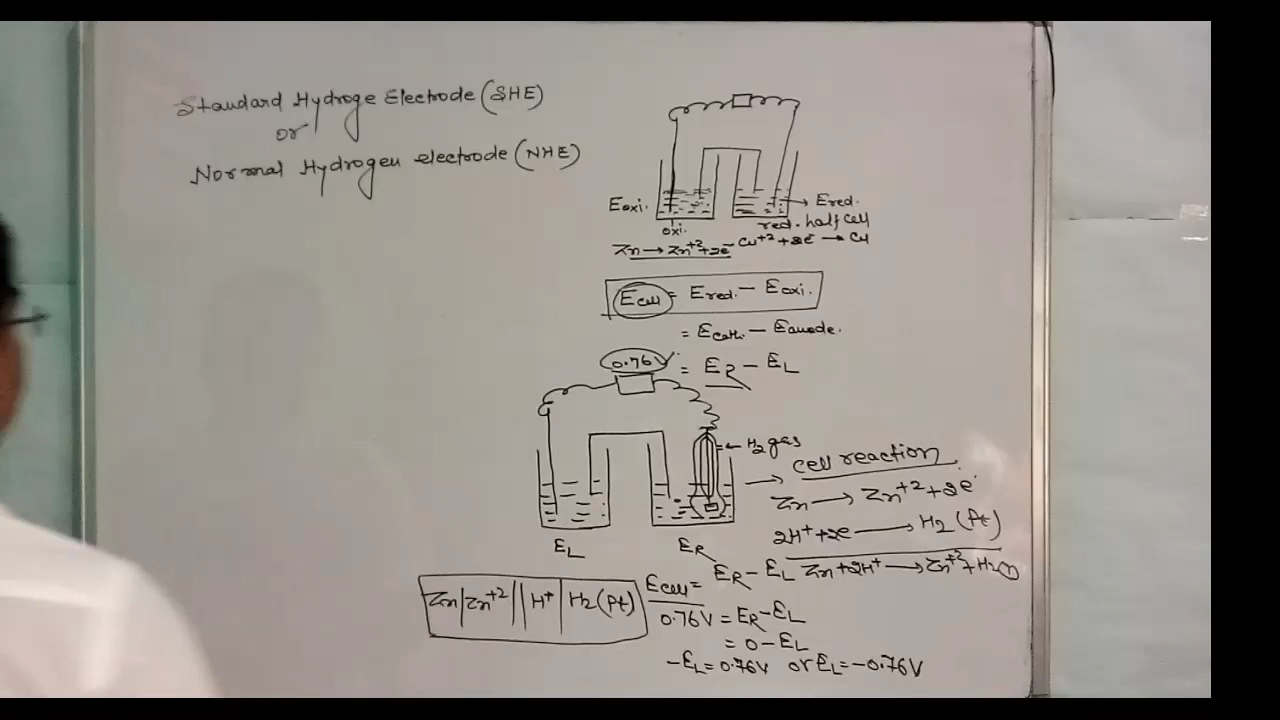 Standard Hydroge Electrode (SHE)
or
Normal Hydrogen electrode (NHE)
Eoxi.
Ered.
oxi.
red. half cell
Zn → Zn+2 + 2e-
Cu+2 + 2e- → Cu
Ecell = Ered. - Eoxi.
= Ecath. - Eanode.
= ER - EL
0.76V
← H2 gas
→ cell reaction
Zn → Zn+2 + 2e-
2H+ + 2e → H2 (Pt)
Zn + 2H+ → Zn+2 + H2
EL
ER
Zn | Zn+2 || H+ | H2 (Pt)
Ecell = ER - EL
0.76V = ER - EL
= 0 - EL
-EL = 0.76V or EL = -0.76V